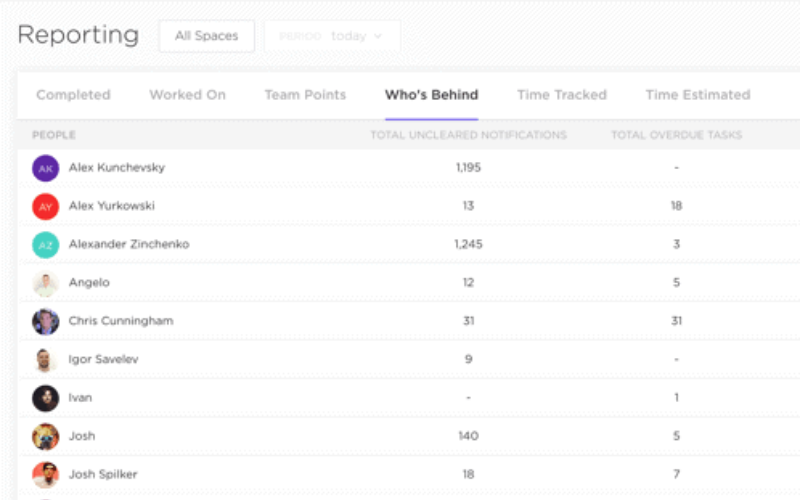 Reporting All Spaces PERIOD today
Completed Worked On Team Points Who's Behind Time Tracked Time Estimated
PEOPLE TOTAL UNCLEARED NOTIFICATIONS TOTAL OVERDUE TASKS
AK Alex Kunchevsky 1,195 -
AY Alex Yurkowski 13 18
AZ Alexander Zinchenko 1,245 3
Angelo 12 5
Chris Cunningham 31 31
Igor Savelev 9 -
Ivan - 1
Josh 140 5
Josh Spilker 18 7